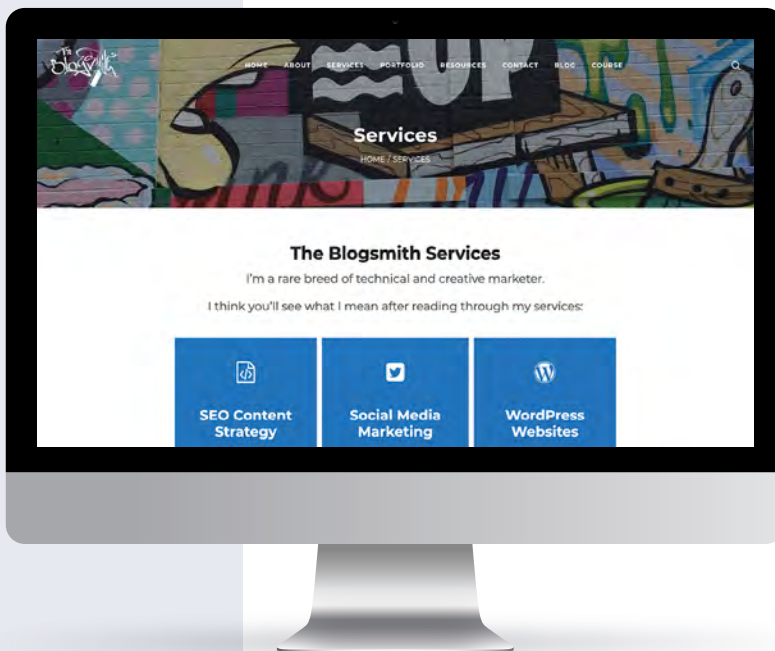 The Blogsmith
HOME ABOUT SERVICES PORTFOLIO RESOURCES CONTACT BLOG COURSE
UP
Services
HOME / SERVICES
The Blogsmith Services
I'm a rare breed of technical and creative marketer.
I think you'll see what I mean after reading through my services:
SEO Content
Strategy
Social Media
Marketing
WordPress
Websites